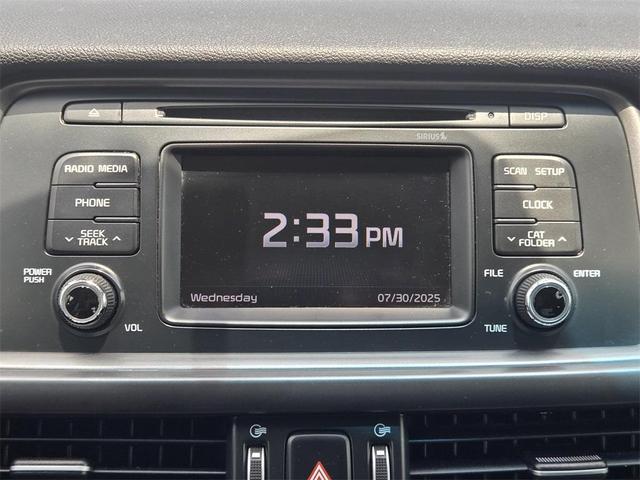 DISP
SIRIUS
RADIO MEDIA
PHONE
SEEK
TRACK
POWER
PUSH
VOL
2:33 PM
Wednesday 07/30/2025
SCAN SETUP
CLOCK
CAT
FOLDER
FILE
ENTER
TUNE